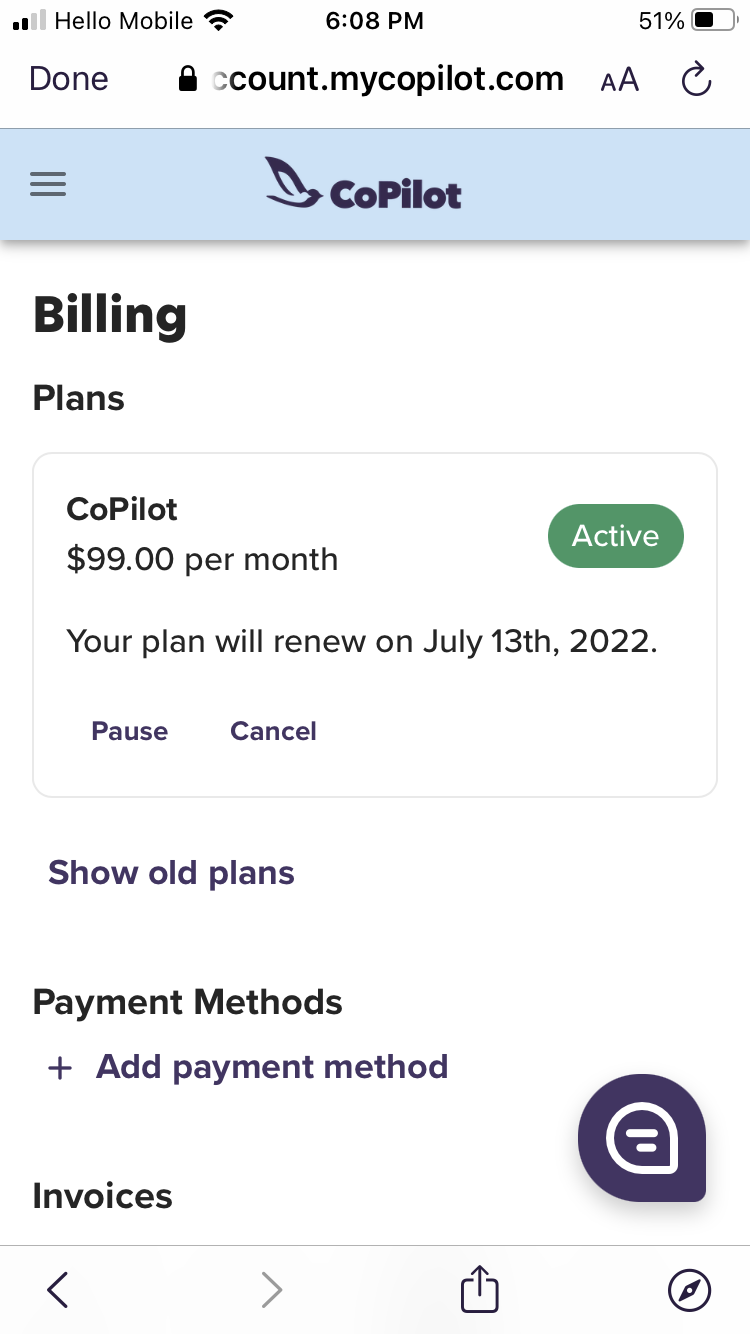 Hello Mobile 6:08 PM 51%
Done ccount.mycopilot.com AA
CoPilot
Billing
Plans
CoPilot
$99.00 per month
Active
Your plan will renew on July 13th, 2022.
Pause Cancel
Show old plans
Payment Methods
+ Add payment method
Invoices